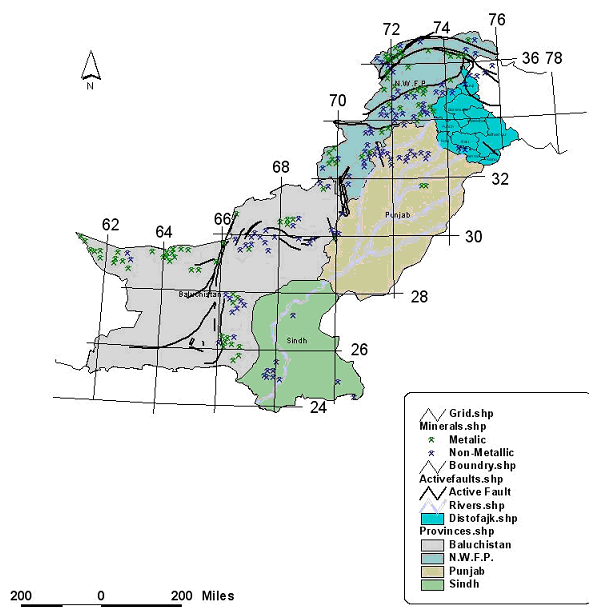 76
72 74
36 78
N
N.W.F.P.
70
68
32
62 64 66
Punjab
30
Baluchistan
28
Sindh
26
24
Grid.shp
Minerals.shp
Metalic
Non-Metallic
Boundry.shp
Activefaults.shp
Active Fault
Rivers.shp
Distofajk.shp
Provinces.shp
Baluchistan
N.W.F.P.
Punjab
Sindh
200 0 200 Miles